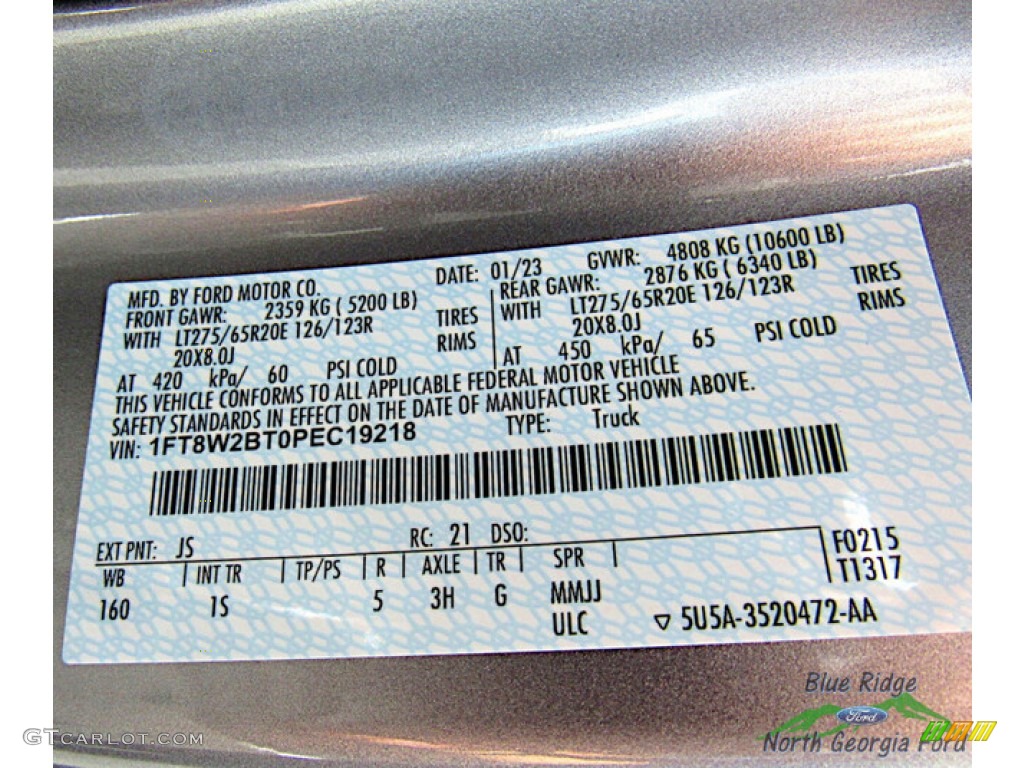 MFD. BY FORD MOTOR CO. DATE: 01/23 GVWR: 4808 KG (10600 LB)
FRONT GAWR: 2359 KG ( 5200 LB) REAR GAWR: 2876 KG ( 6340 LB)
WITH LT275/65R20E 126/123R TIRES WITH LT275/65R20E 126/123R TIRES
20X8.0J RIMS 20X8.0J RIMS
AT 420 kPa/ 60 PSI COLD AT 450 kPa/ 65 PSI COLD
THIS VEHICLE CONFORMS TO ALL APPLICABLE FEDERAL MOTOR VEHICLE
SAFETY STANDARDS IN EFFECT ON THE DATE OF MANUFACTURE SHOWN ABOVE.
VIN: 1FT8W2BT0PEC19218 TYPE: Truck
EXT PNT: JS RC: 21 DSO: F0215
WB INT TR TP/PS R AXLE TR SPR T1317
160 1S 5 3H G MMJJ
ULC ▽ 5U5A-3520472-AA
Blue Ridge
Ford
North Georgia Ford
GTCARLOT.COM